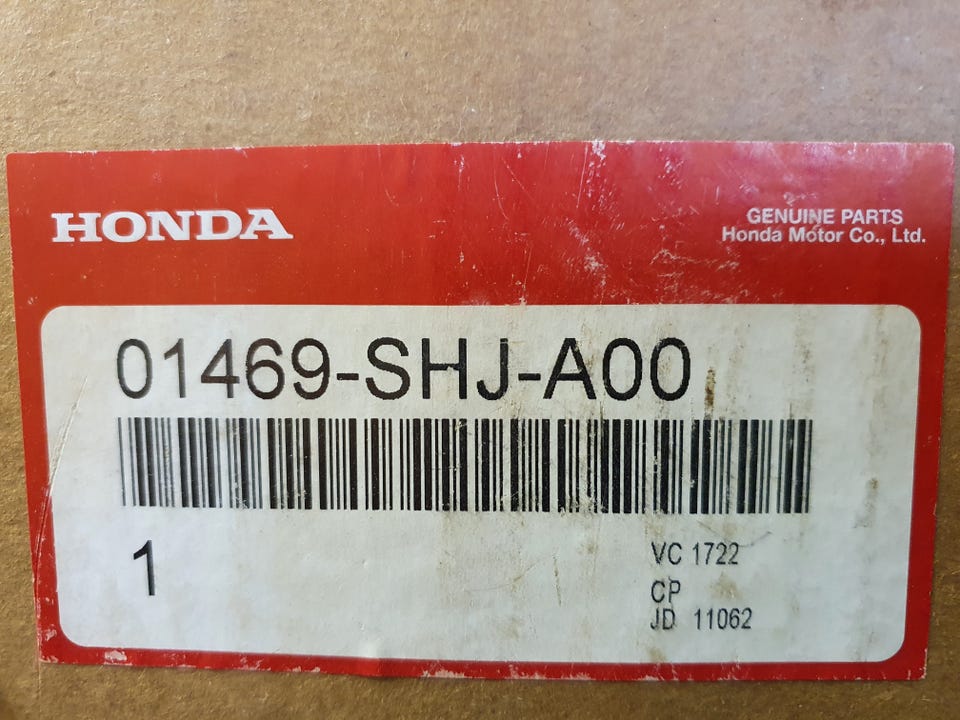 HONDA
GENUINE PARTS
Honda Motor Co., Ltd.
01469-SHJ-A00
1
VC 1722
CP
JD 11062